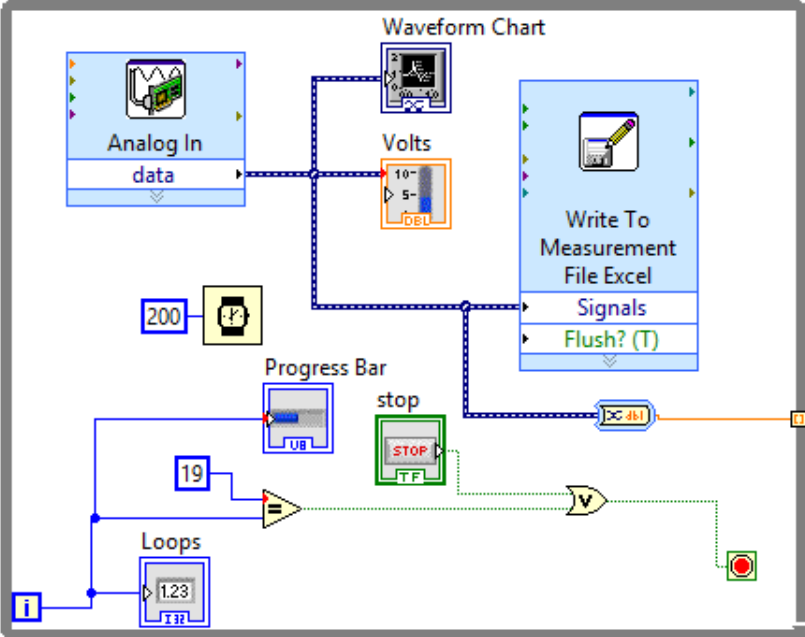 Waveform Chart
Analog In
data
Volts
10-
5-
DBL
Write To
Measurement
File Excel
Signals
Flush? (T)
200
Progress Bar
U8
stop
STOP
TF
dbl
19
=
V
Loops
1.23
I32
i